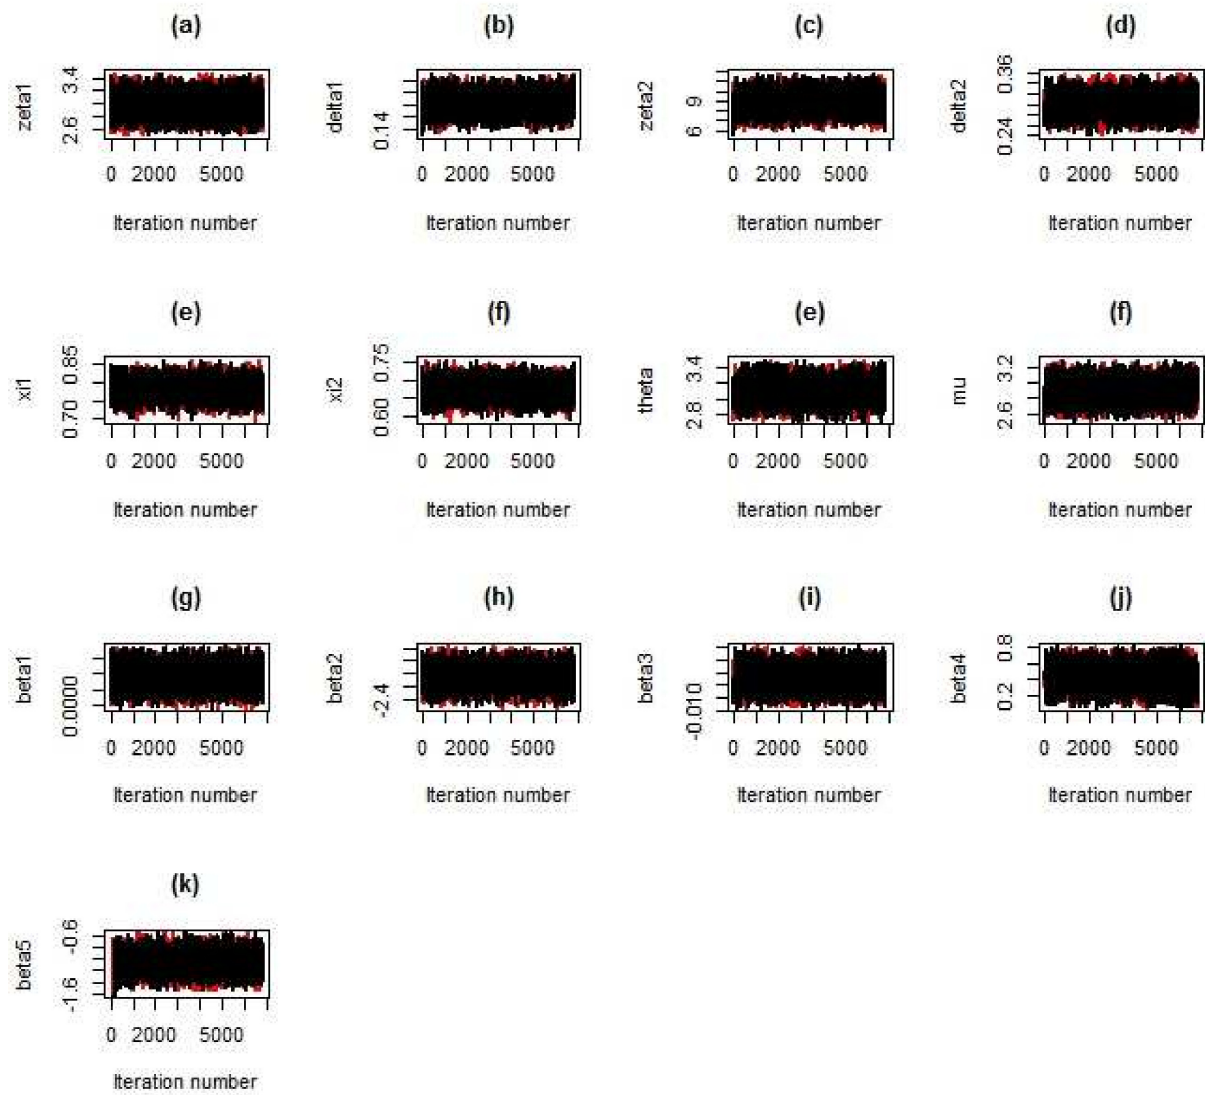 (a) (b) (c) (d)
zeta1 2.6 3.4 delta1 0.14 zeta2 6 9 delta2 0.24 0.36
0 2000 5000 0 2000 5000 0 2000 5000 0 2000 5000
Iteration number Iteration number Iteration number Iteration number
(e) (f) (e) (f)
xi1 0.70 0.85 xi2 0.60 0.75 theta 2.8 3.4 mu 2.6 3.2
0 2000 5000 0 2000 5000 0 2000 5000 0 2000 5000
Iteration number Iteration number Iteration number Iteration number
(g) (h) (i) (j)
beta1 0.0000 beta2 -2.4 beta3 -0.010 beta4 0.2 0.8
0 2000 5000 0 2000 5000 0 2000 5000 0 2000 5000
Iteration number Iteration number Iteration number Iteration number
(k)
beta5 -1.6 -0.6
0 2000 5000
Iteration number